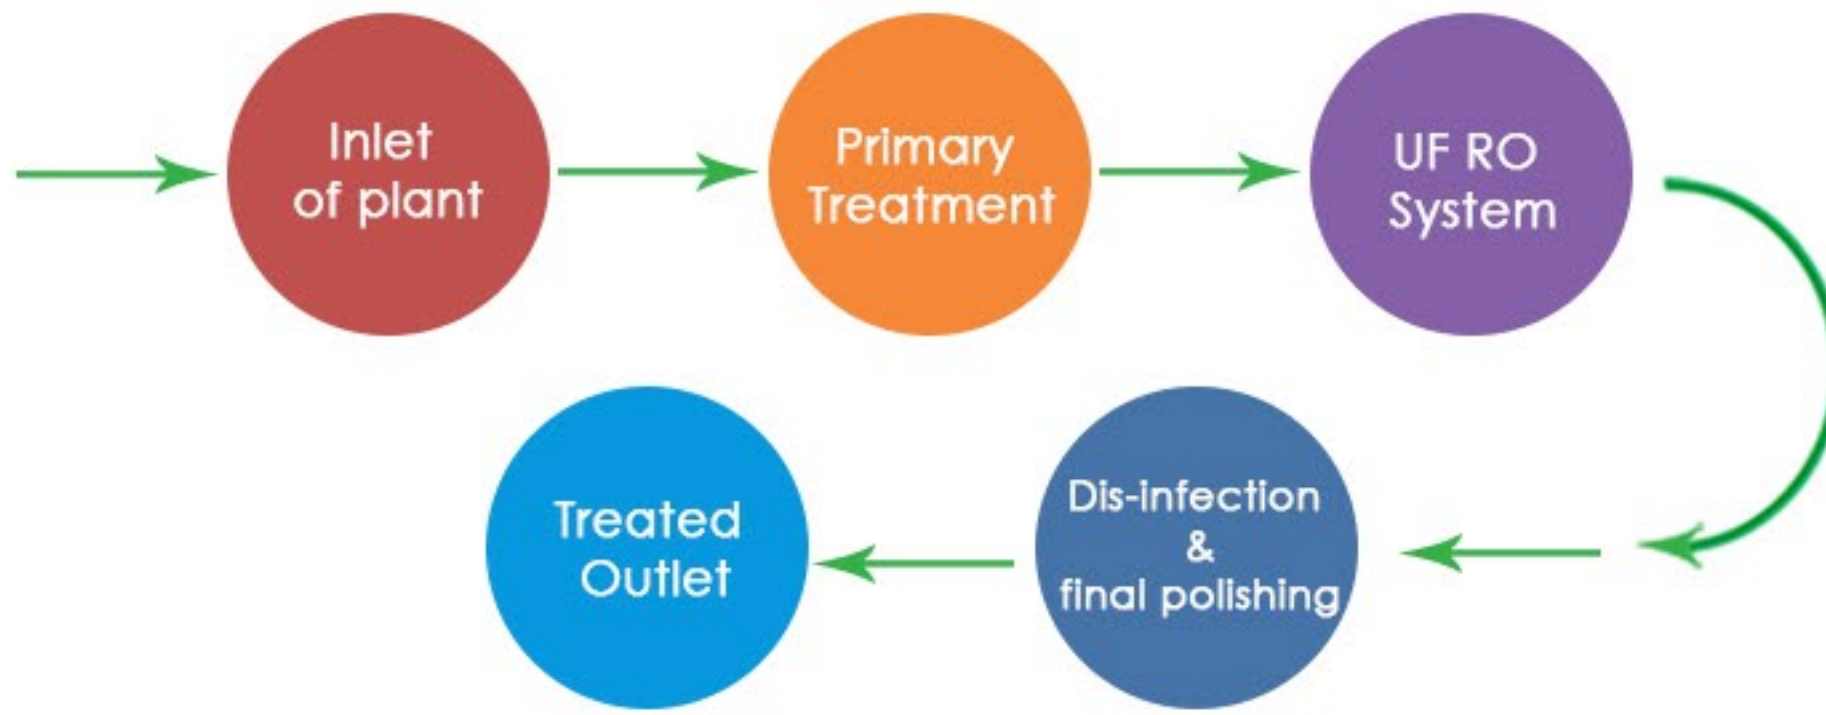 Inlet
of plant
Primary
Treatment
UF RO
System
Dis-infection
&
final polishing
Treated
Outlet